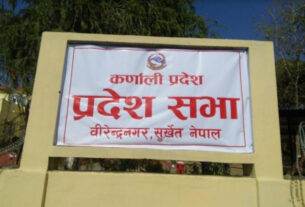 कर्णाली प्रदेश
प्रदेश सभा
वीरेन्द्रनगर, सुर्खेत नेपाल